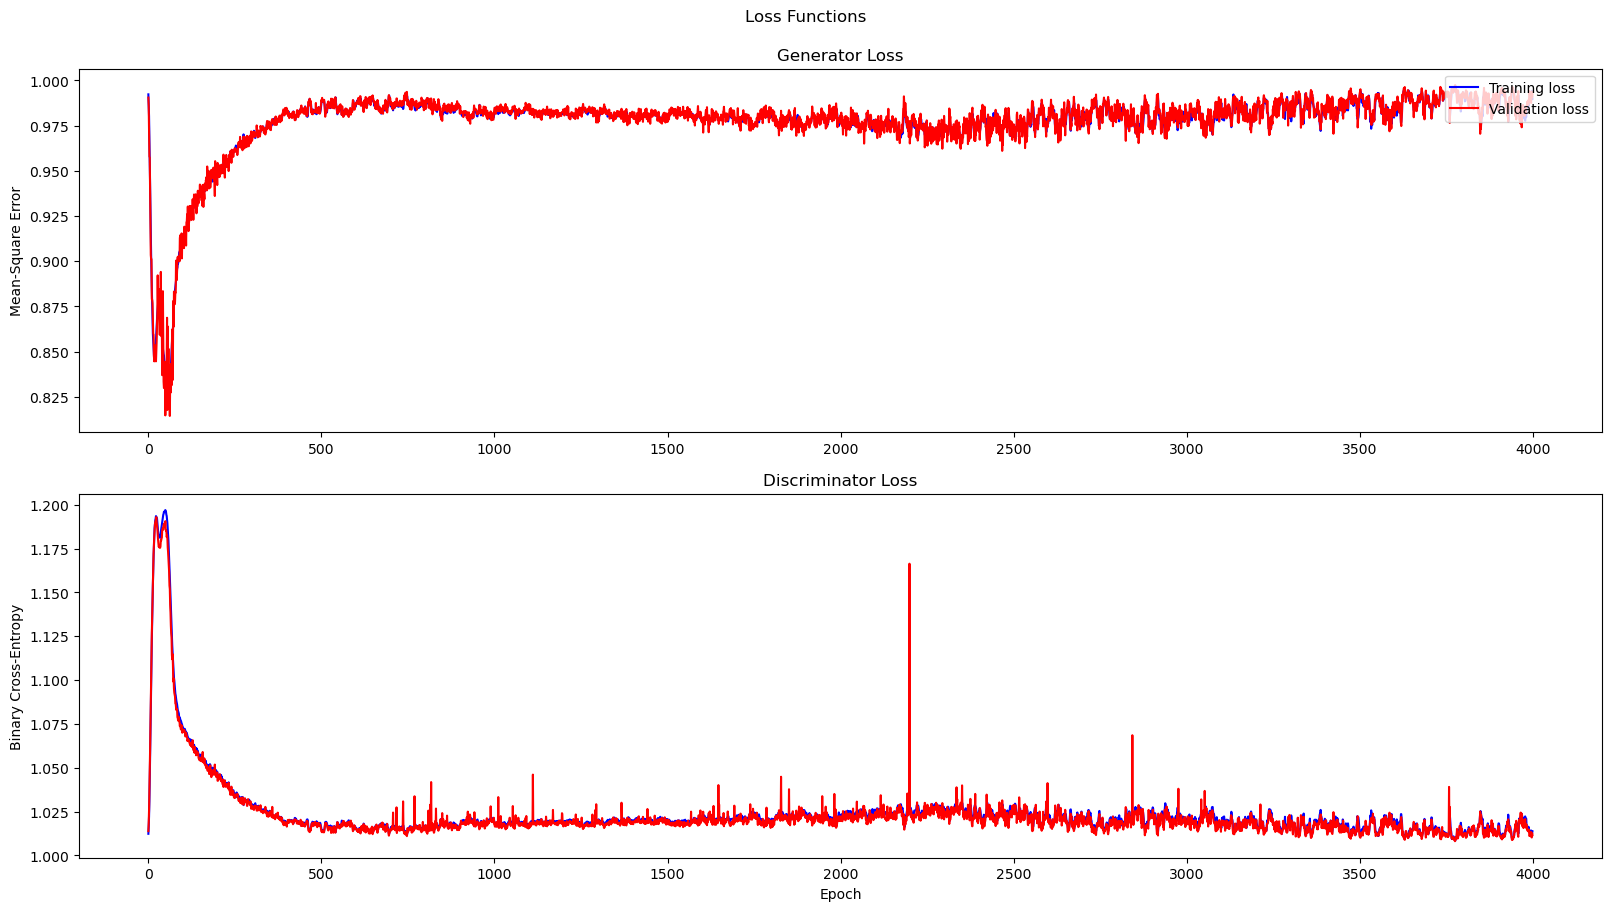 Loss Functions
Generator Loss
Mean-Square Error
1.000
0.975
0.950
0.925
0.900
0.875
0.850
0.825
Training loss
Validation loss
0 500 1000 1500 2000 2500 3000 3500 4000
Discriminator Loss
Binary Cross-Entropy
1.200
1.175
1.150
1.125
1.100
1.075
1.050
1.025
1.000
0 500 1000 1500 2000 2500 3000 3500 4000
Epoch